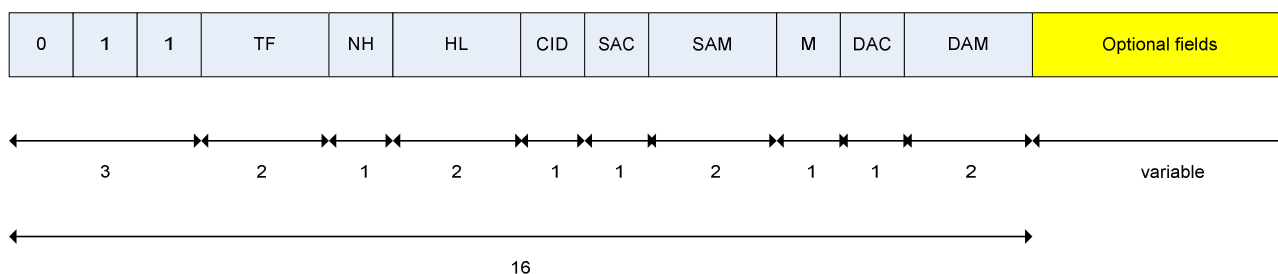 0 1 1 TF NH HL CID SAC SAM M DAC DAM Optional fields
3 2 1 2 1 1 2 1 1 2 variable
16